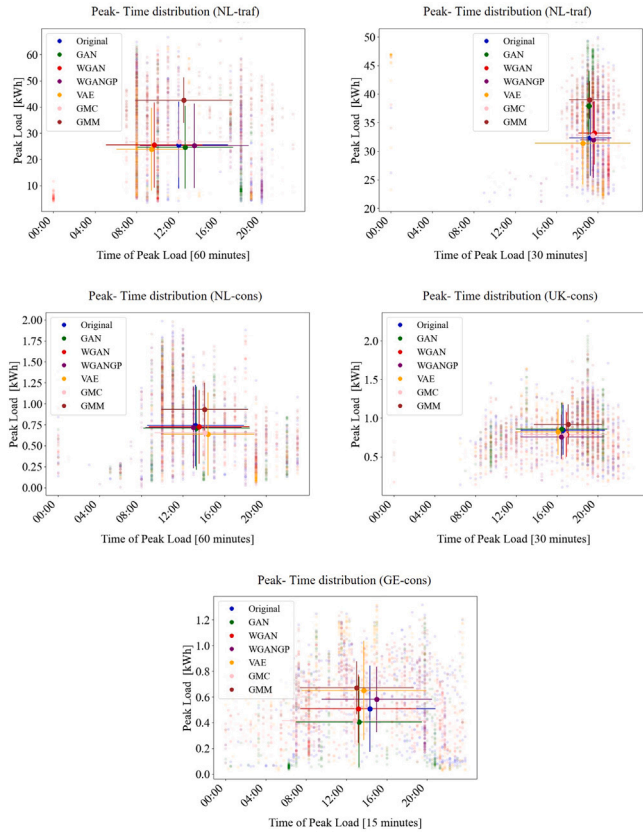 Peak- Time distribution (NL-traf)
Peak Load [kWh]
60
50
40
30
20
10
Original
GAN
WGAN
WGANGP
VAE
GMC
GMM
00:00
04:00
08:00
12:00
16:00
20:00
Time of Peak Load [60 minutes]
Peak- Time distribution (NL-traf)
Peak Load [kWh]
50
45
40
35
30
25
20
Original
GAN
WGAN
WGANGP
VAE
GMC
GMM
00:00
04:00
08:00
12:00
16:00
20:00
Time of Peak Load [30 minutes]
Peak- Time distribution (NL-cons)
Peak Load [kWh]
2.00
1.75
1.50
1.25
1.00
0.75
0.50
0.25
0.00
Original
GAN
WGAN
WGANGP
VAE
GMC
GMM
00:00
04:00
08:00
12:00
16:00
20:00
Time of Peak Load [60 minutes]
Peak- Time distribution (UK-cons)
Peak Load [kWh]
2.0
1.5
1.0
0.5
Original
GAN
WGAN
WGANGP
VAE
GMC
GMM
00:00
04:00
08:00
12:00
16:00
20:00
Time of Peak Load [30 minutes]
Peak- Time distribution (GE-cons)
Peak Load [kWh]
1.2
1.0
0.8
0.6
0.4
0.2
0.0
Original
GAN
WGAN
WGANGP
VAE
GMC
GMM
00:00
04:00
08:00
12:00
16:00
20:00
Time of Peak Load [15 minutes]